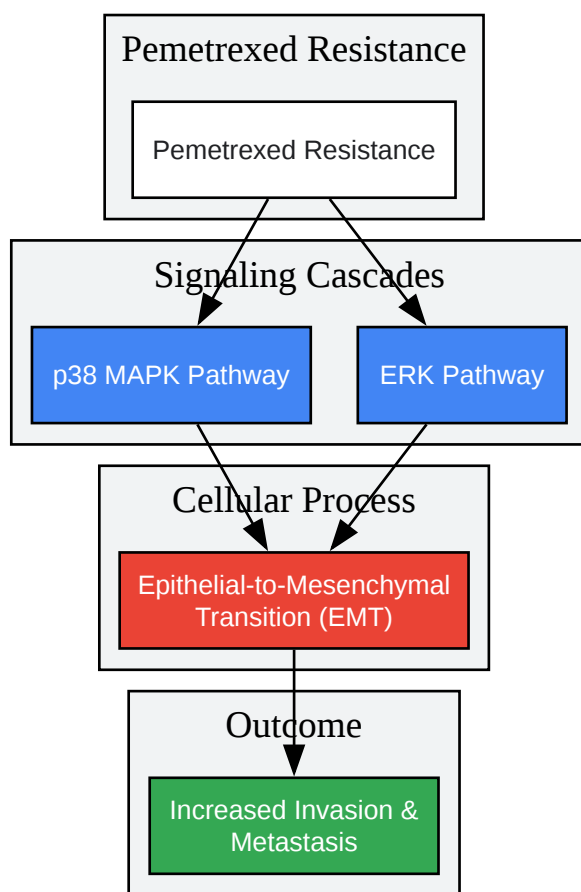 Pemetrexed Resistance
Pemetrexed Resistance
Signaling Cascades
p38 MAPK Pathway
ERK Pathway
Cellular Process
Epithelial-to-Mesenchymal
Transition (EMT)
Outcome
Increased Invasion &
Metastasis